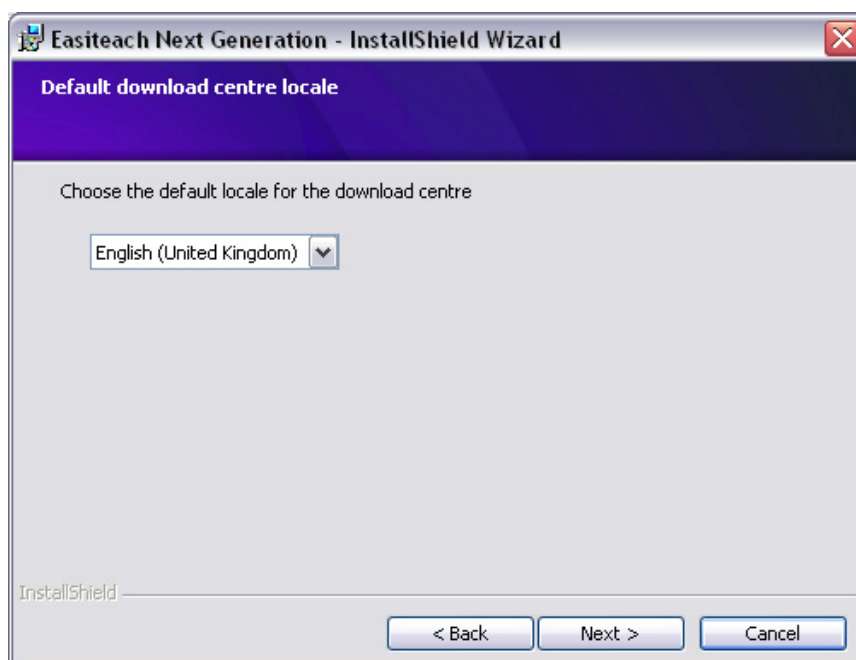 Easiteach Next Generation - InstallShield Wizard
Default download centre locale
Choose the default locale for the download centre
English (United Kingdom)
InstallShield
< Back Next > Cancel